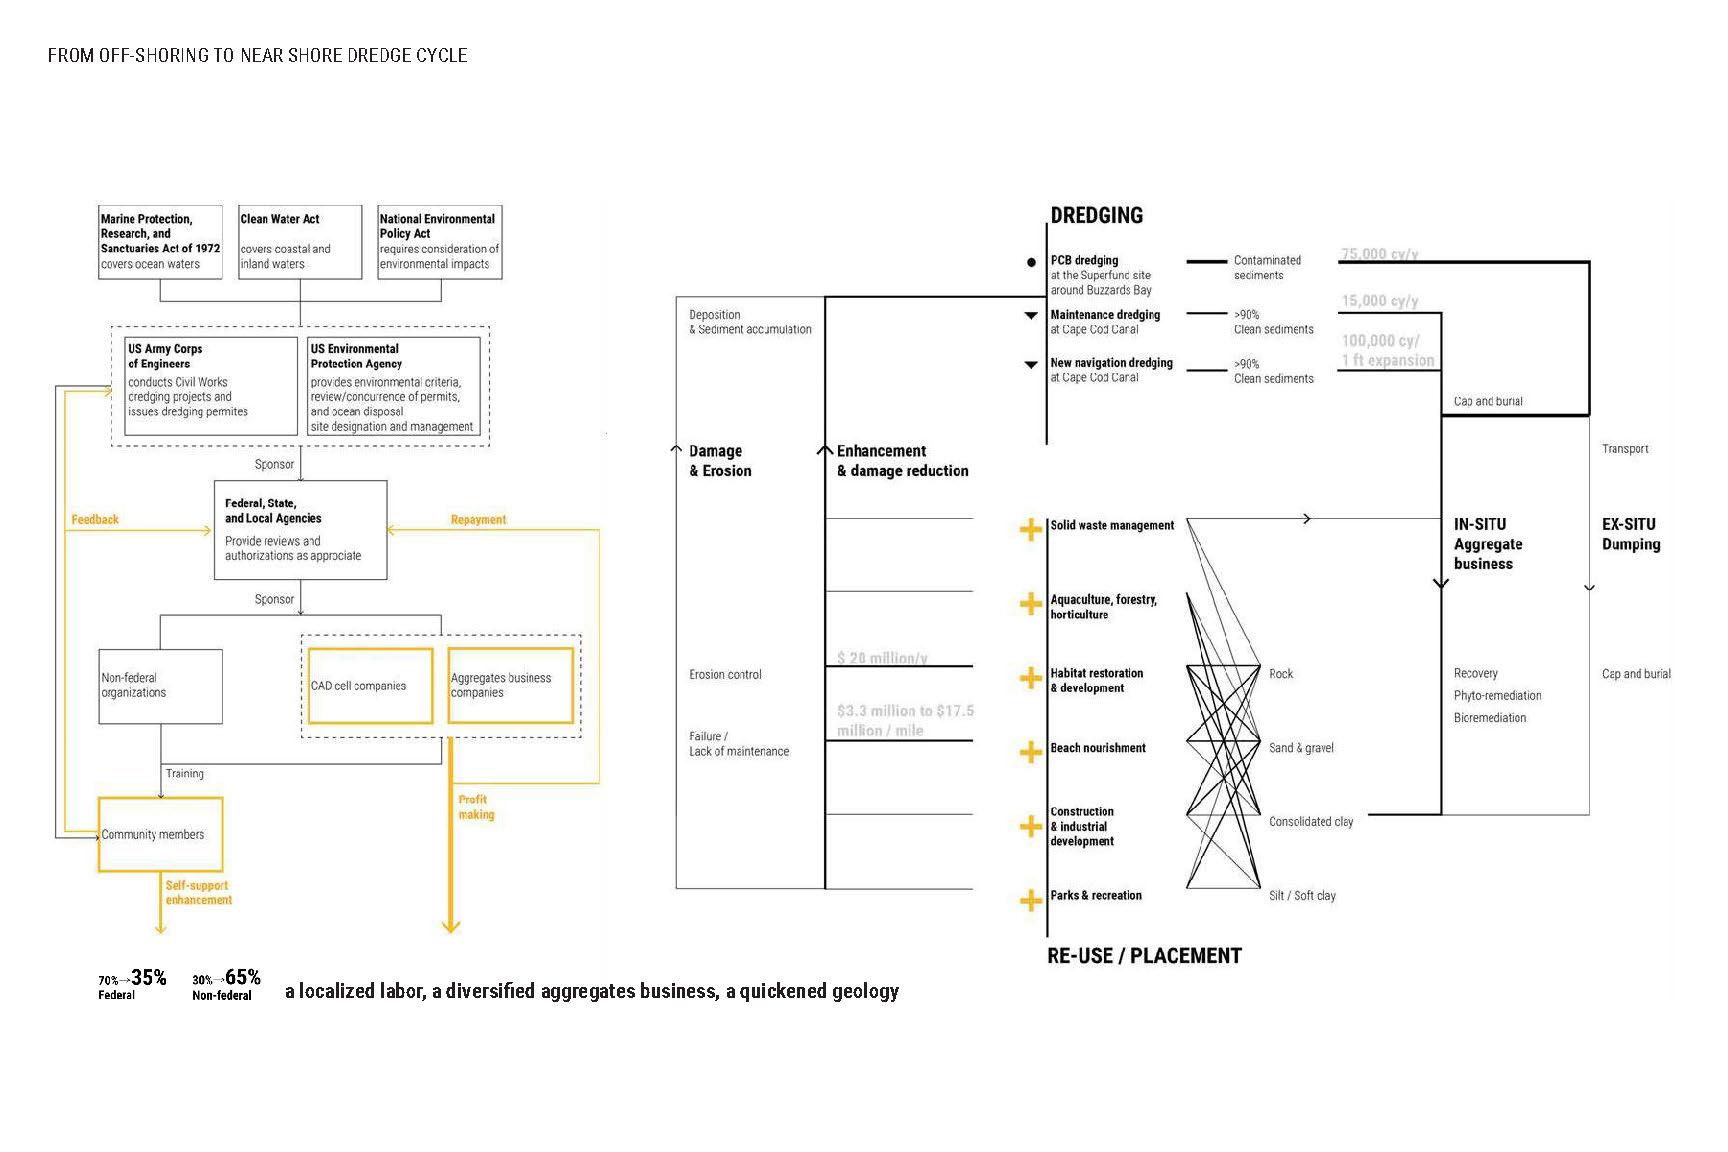 FROM OFF-SHORING TO NEAR SHORE DREDGE CYCLE
Marine Protection,
Research, and
Sanctuaries Act of 1972
covers ocean waters
Clean Water Act
covers coastal and
inland waters
National Environmental
Policy Act
requires consideration of
environmental impacts
US Army Corps
of Engineers
conducts Civil Works
credging projects and
issues dredging permites
US Environmental
Protection Agency
provides environmental criteria,
review/concurrence of permits,
and ocean disposal
site designation and management
Sponsor
Federal, State,
and Local Agencies
Provide reviews and
authorizations as approciate
Feedback
Repayment
Sponsor
Non-federal
organizations
CAD cell companies
Aggregates business
companies
Training
Community members
Profit
making
Self-support
enhancement
70%→35%
Federal
30%→65%
Non-federal
a localized labor, a diversified aggregates business, a quickened geology
DREDGING
PCB dredging
at the Superfund site
around Buzzards Bay
Contaminated
sediments
75,000 cy/y
Maintenance dredging
at Cape Cod Canal
>90%
Clean sediments
15,000 cy/y
New navigation dredging
at Cape Cod Canal
>90%
Clean sediments
100,000 cy/
1 ft expansion
Deposition
& Sediment accumulation
Damage
& Erosion
Enhancement
& damage reduction
Cap and burial
Transport
IN-SITU
Aggregate
business
EX-SITU
Dumping
Solid waste management
Aquaculture, forestry,
horticulture
$ 20 million/y
Erosion control
Habitat restoration
& development
Rock
Recovery
Phyto-remediation
Bioremediation
Cap and burial
$3.3 million to $17.5
million / mile
Failure /
Lack of maintenance
Beach nourishment
Sand & gravel
Construction
& industrial
development
Consolidated clay
Parks & recreation
Silt / Soft clay
RE-USE / PLACEMENT